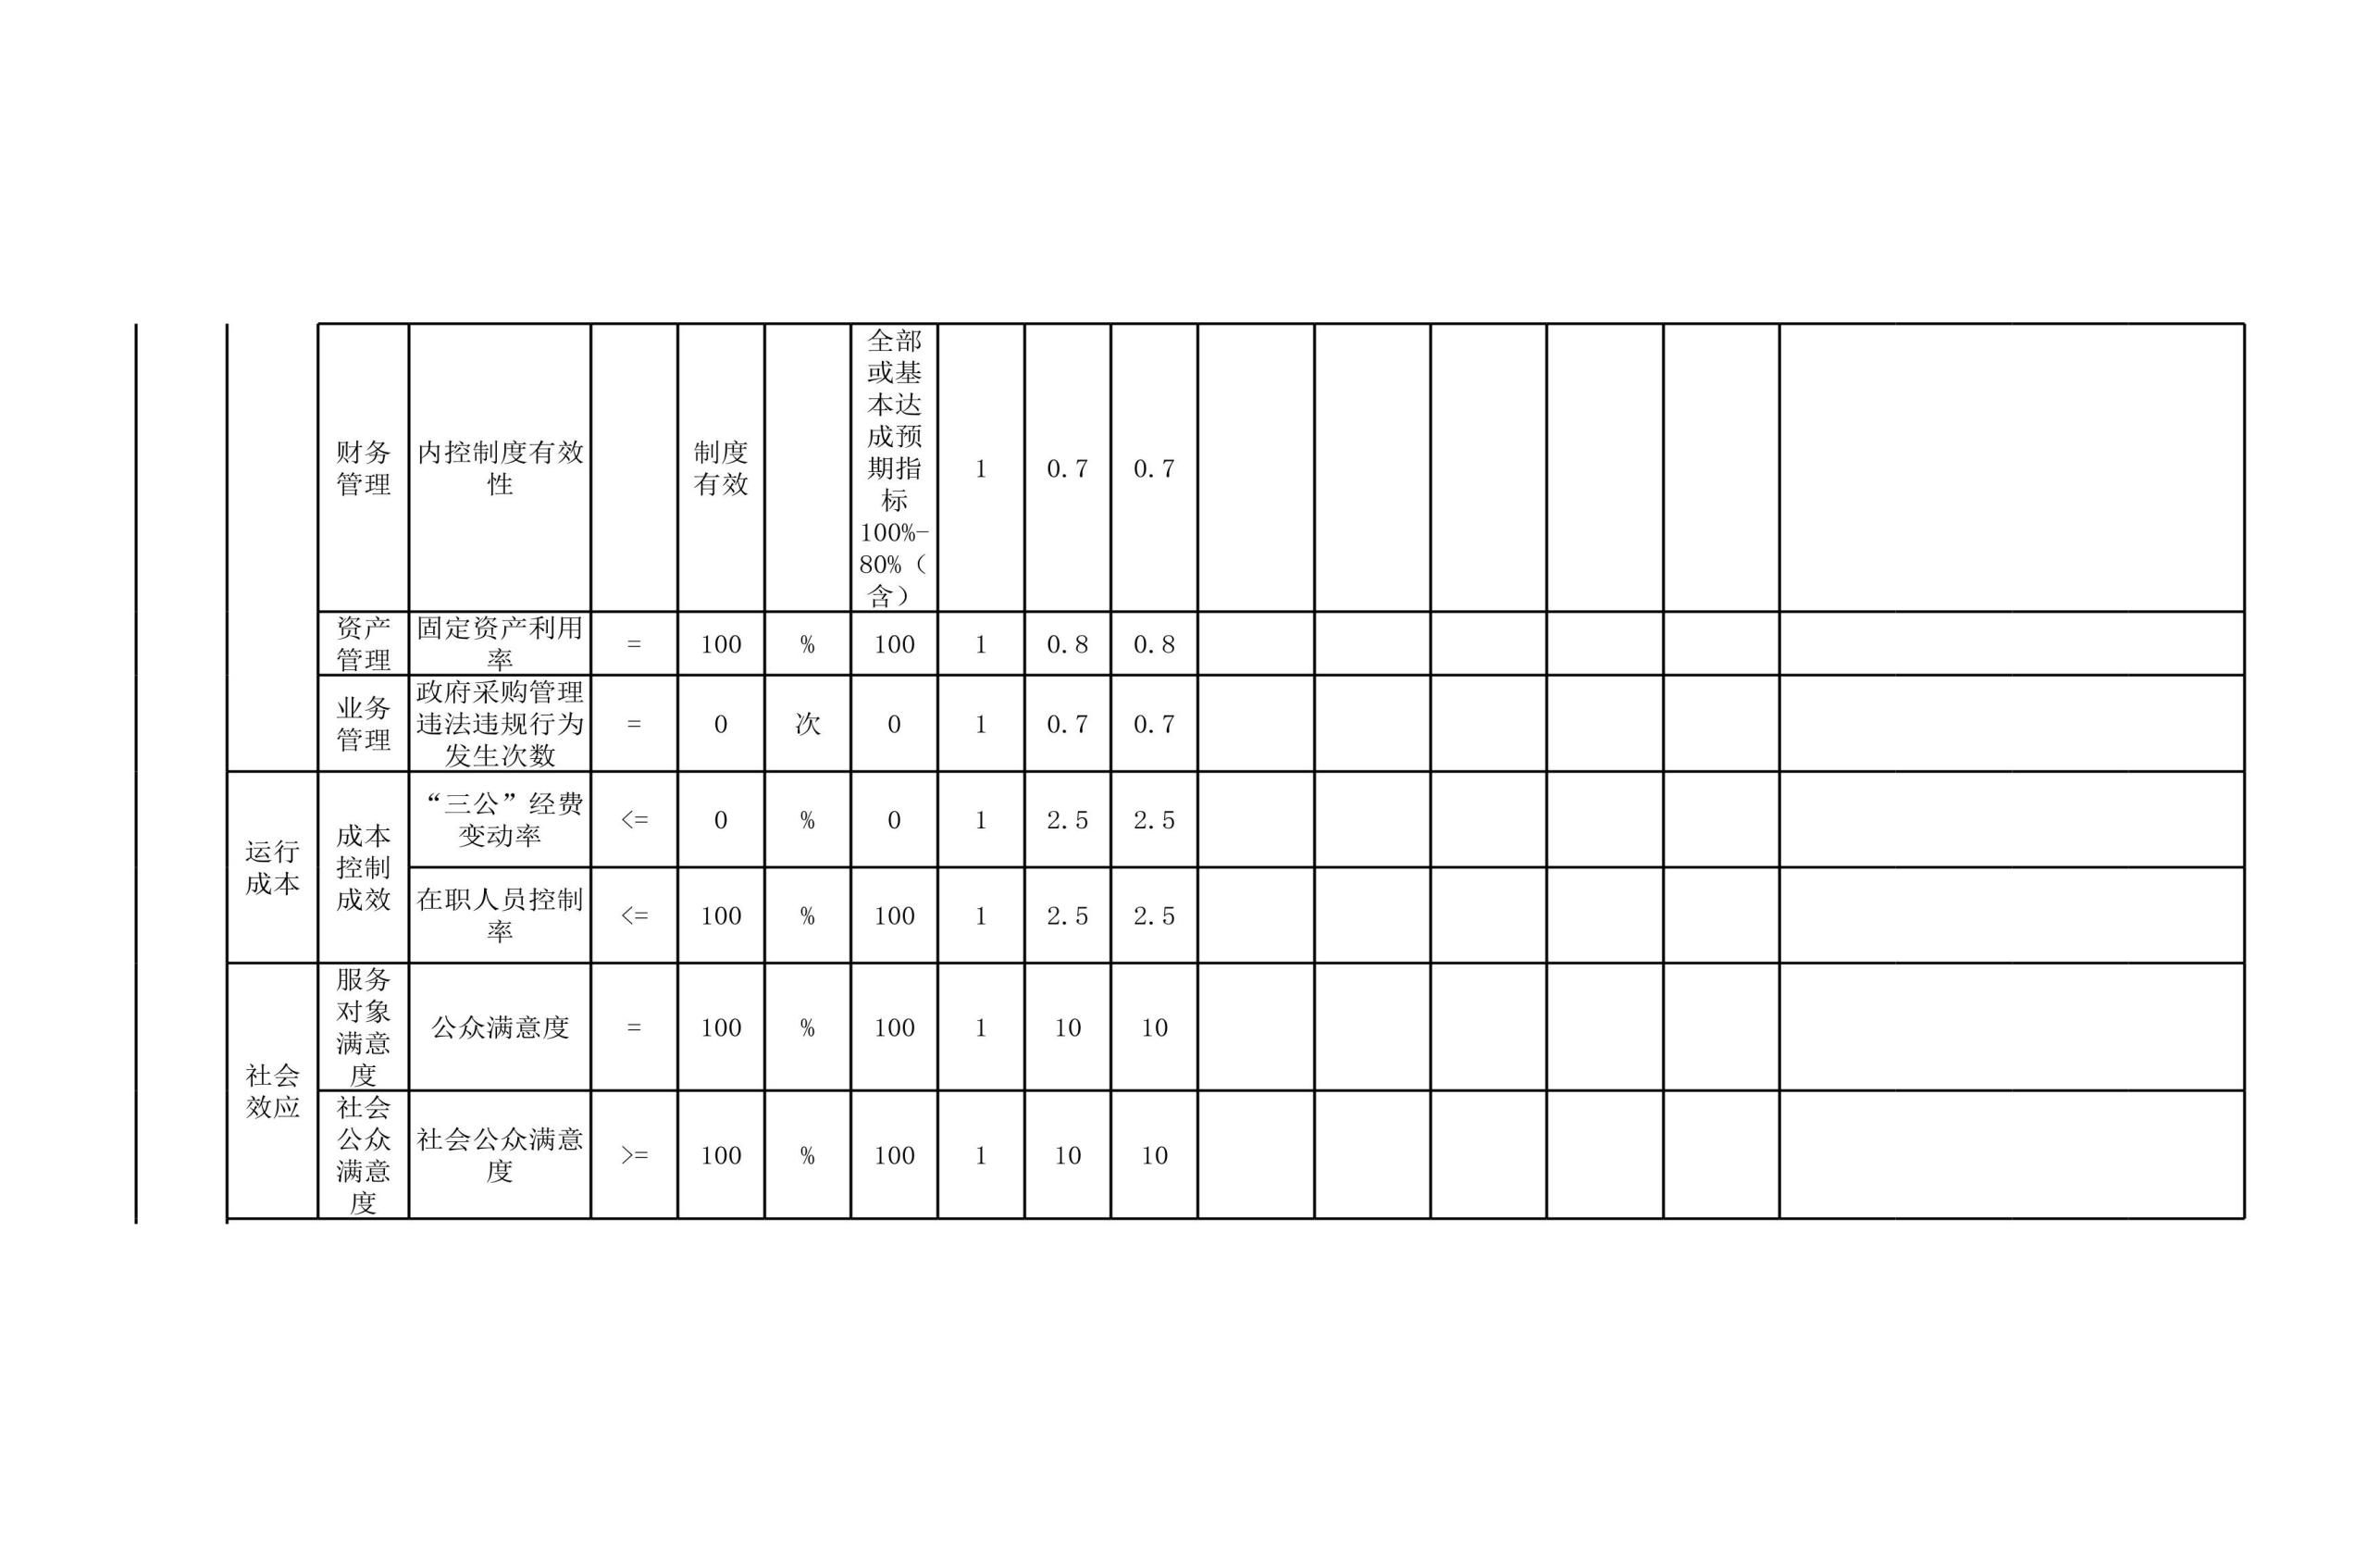 财务
管理
内控制度有效
性
制度
有效
全部
或基
本达
成预
期指
标
100%-
80%（
含）
1
0.7
0.7
资产
管理
固定资产利用
率
=
100
%
100
1
0.8
0.8
业务
管理
政府采购管理
违法违规行为
发生次数
=
0
次
0
1
0.7
0.7
运行
成本
成本
控制
成效
“三公”经费
变动率
<=
0
%
0
1
2.5
2.5
在职人员控制
率
<=
100
%
100
1
2.5
2.5
社会
效应
服务
对象
满意
度
公众满意度
=
100
%
100
1
10
10
社会
公众
满意
度
社会公众满意
度
>=
100
%
100
1
10
10